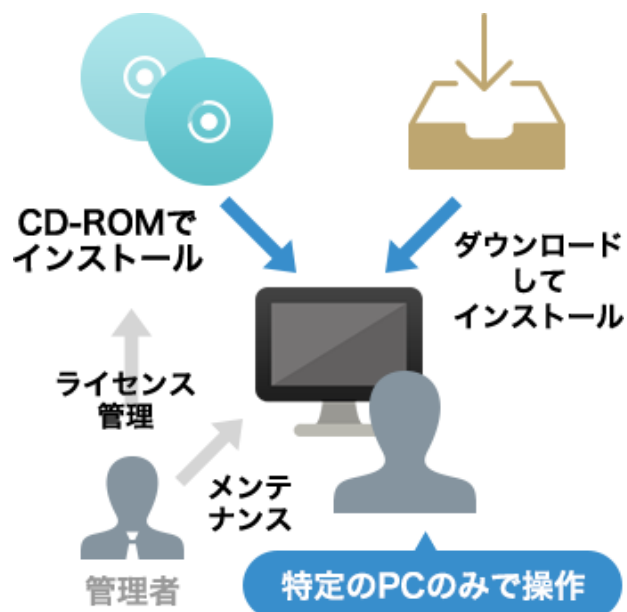 CD-ROMで
インストール
ダウンロード
して
インストール
ライセンス
管理
メンテ
ナンス
管理者
特定のPCのみで操作